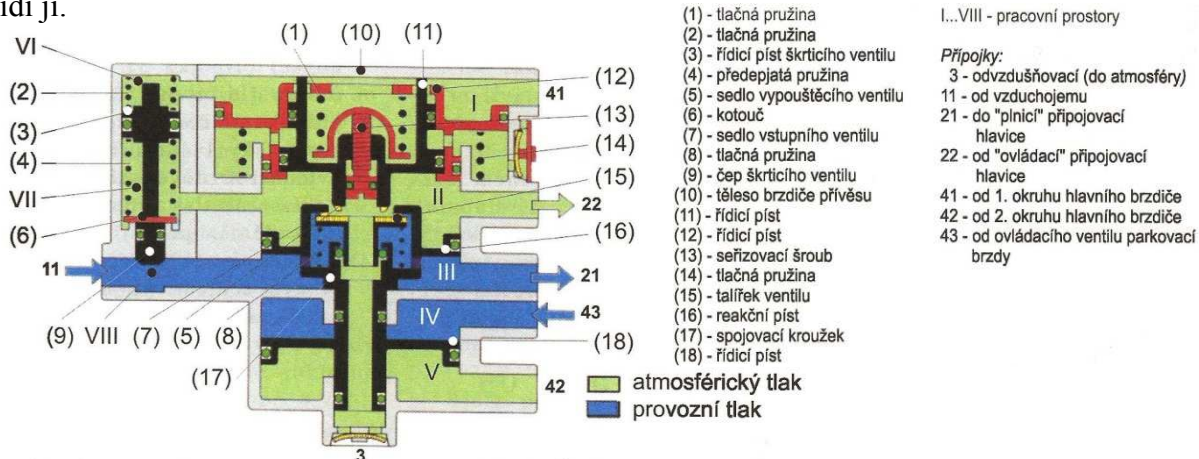 idí ji.
VI
(1)
(10)
(11)
(12)
(2)
I
41
(3)
(13)
(4)
(14)
VII
II
(15)
22
(6)
(16)
11
III
21
IV
43
(9)
VIII
(7)
(5)
(8)
(18)
(17)
V
42
3
(1) - tlačná pružina
(2) - tlačná pružina
(3) - řídicí píst škrticího ventilu
(4) - předepjatá pružina
(5) - sedlo vypouštěcího ventilu
(6) - kotouč
(7) - sedlo vstupního ventilu
(8) - tlačná pružina
(9) - čep škrticího ventilu
(10) - těleso brzdiče přívěsu
(11) - řídicí píst
(12) - řídicí píst
(13) - seřizovací šroub
(14) - tlačná pružina
(15) - talířek ventilu
(16) - reakční píst
(17) - spojovací kroužek
(18) - řídicí píst
atmosférický tlak
provozní tlak
I...VIII - pracovní prostory
Přípojky:
3 - odvzdušňovací (do atmosféry)
11 - od vzduchojemu
21 - do "plnicí" připojovací
hlavice
22 - od "ovládací" připojovací
hlavice
41 - od 1. okruhu hlavního brzdiče
42 - od 2. okruhu hlavního brzdiče
43 - od ovládacího ventilu parkovací
brzdy